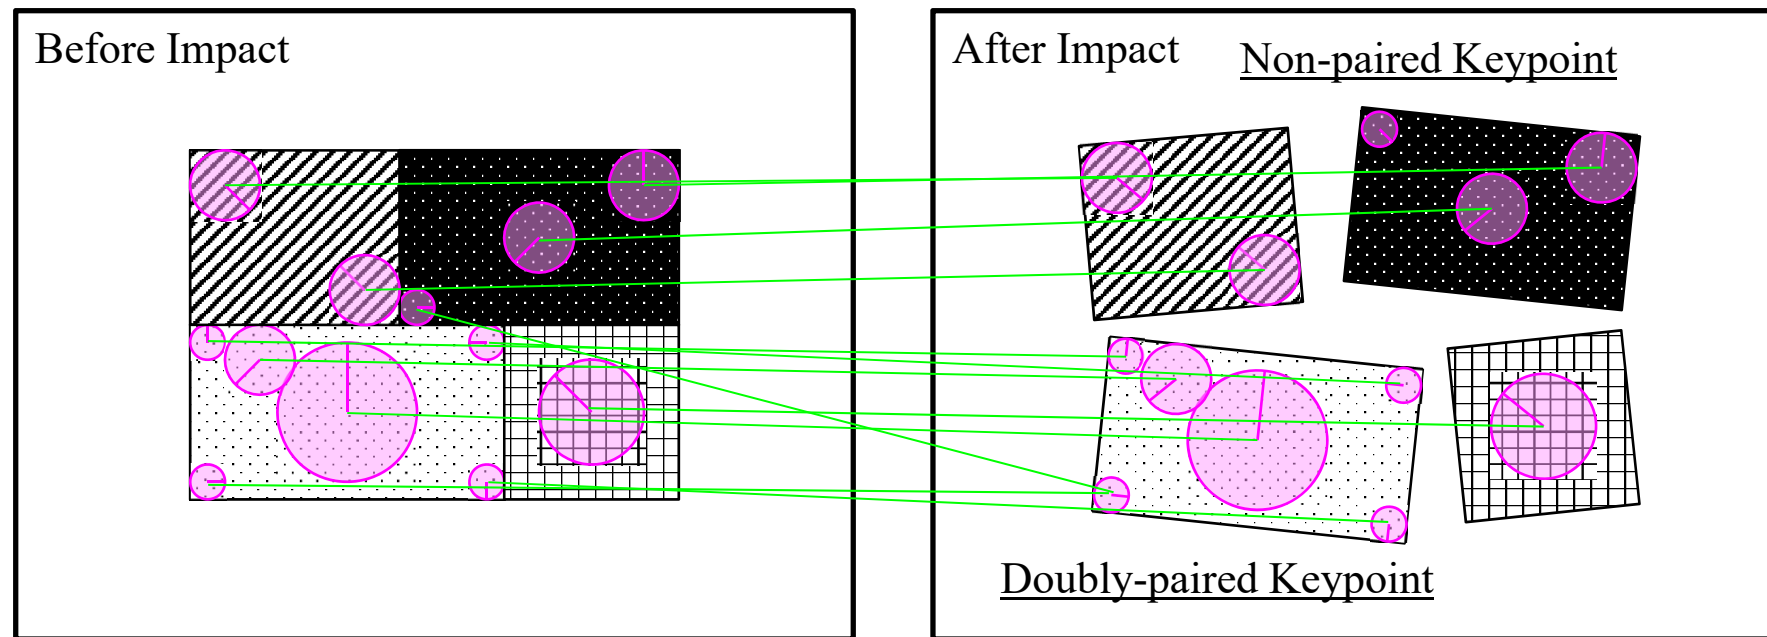 Before Impact
After Impact
Non-paired Keypoint
Doubly-paired Keypoint